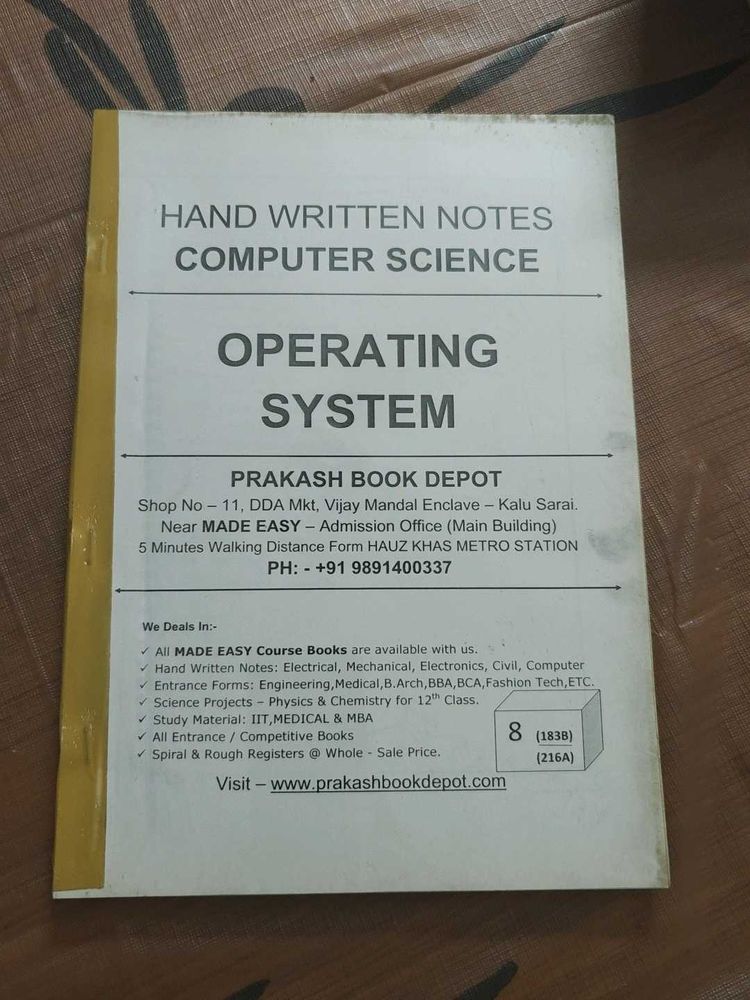 HAND WRITTEN NOTES
COMPUTER SCIENCE
OPERATING
SYSTEM
PRAKASH BOOK DEPOT
Shop No – 11, DDA Mkt, Vijay Mandal Enclave – Kalu Sarai.
Near MADE EASY – Admission Office (Main Building)
5 Minutes Walking Distance Form HAUZ KHAS METRO STATION
PH: - +91 9891400337
We Deals In:-
✓ All MADE EASY Course Books are available with us.
✓ Hand Written Notes: Electrical, Mechanical, Electronics, Civil, Computer
✓ Entrance Forms: Engineering,Medical,B.Arch,BBA,BCA,Fashion Tech,ETC.
✓ Science Projects – Physics & Chemistry for 12th Class.
✓ Study Material: IIT,MEDICAL & MBA
✓ All Entrance / Competitive Books
✓ Spiral & Rough Registers @ Whole - Sale Price.
8 (183B)
(216A)
Visit – www.prakashbookdepot.com